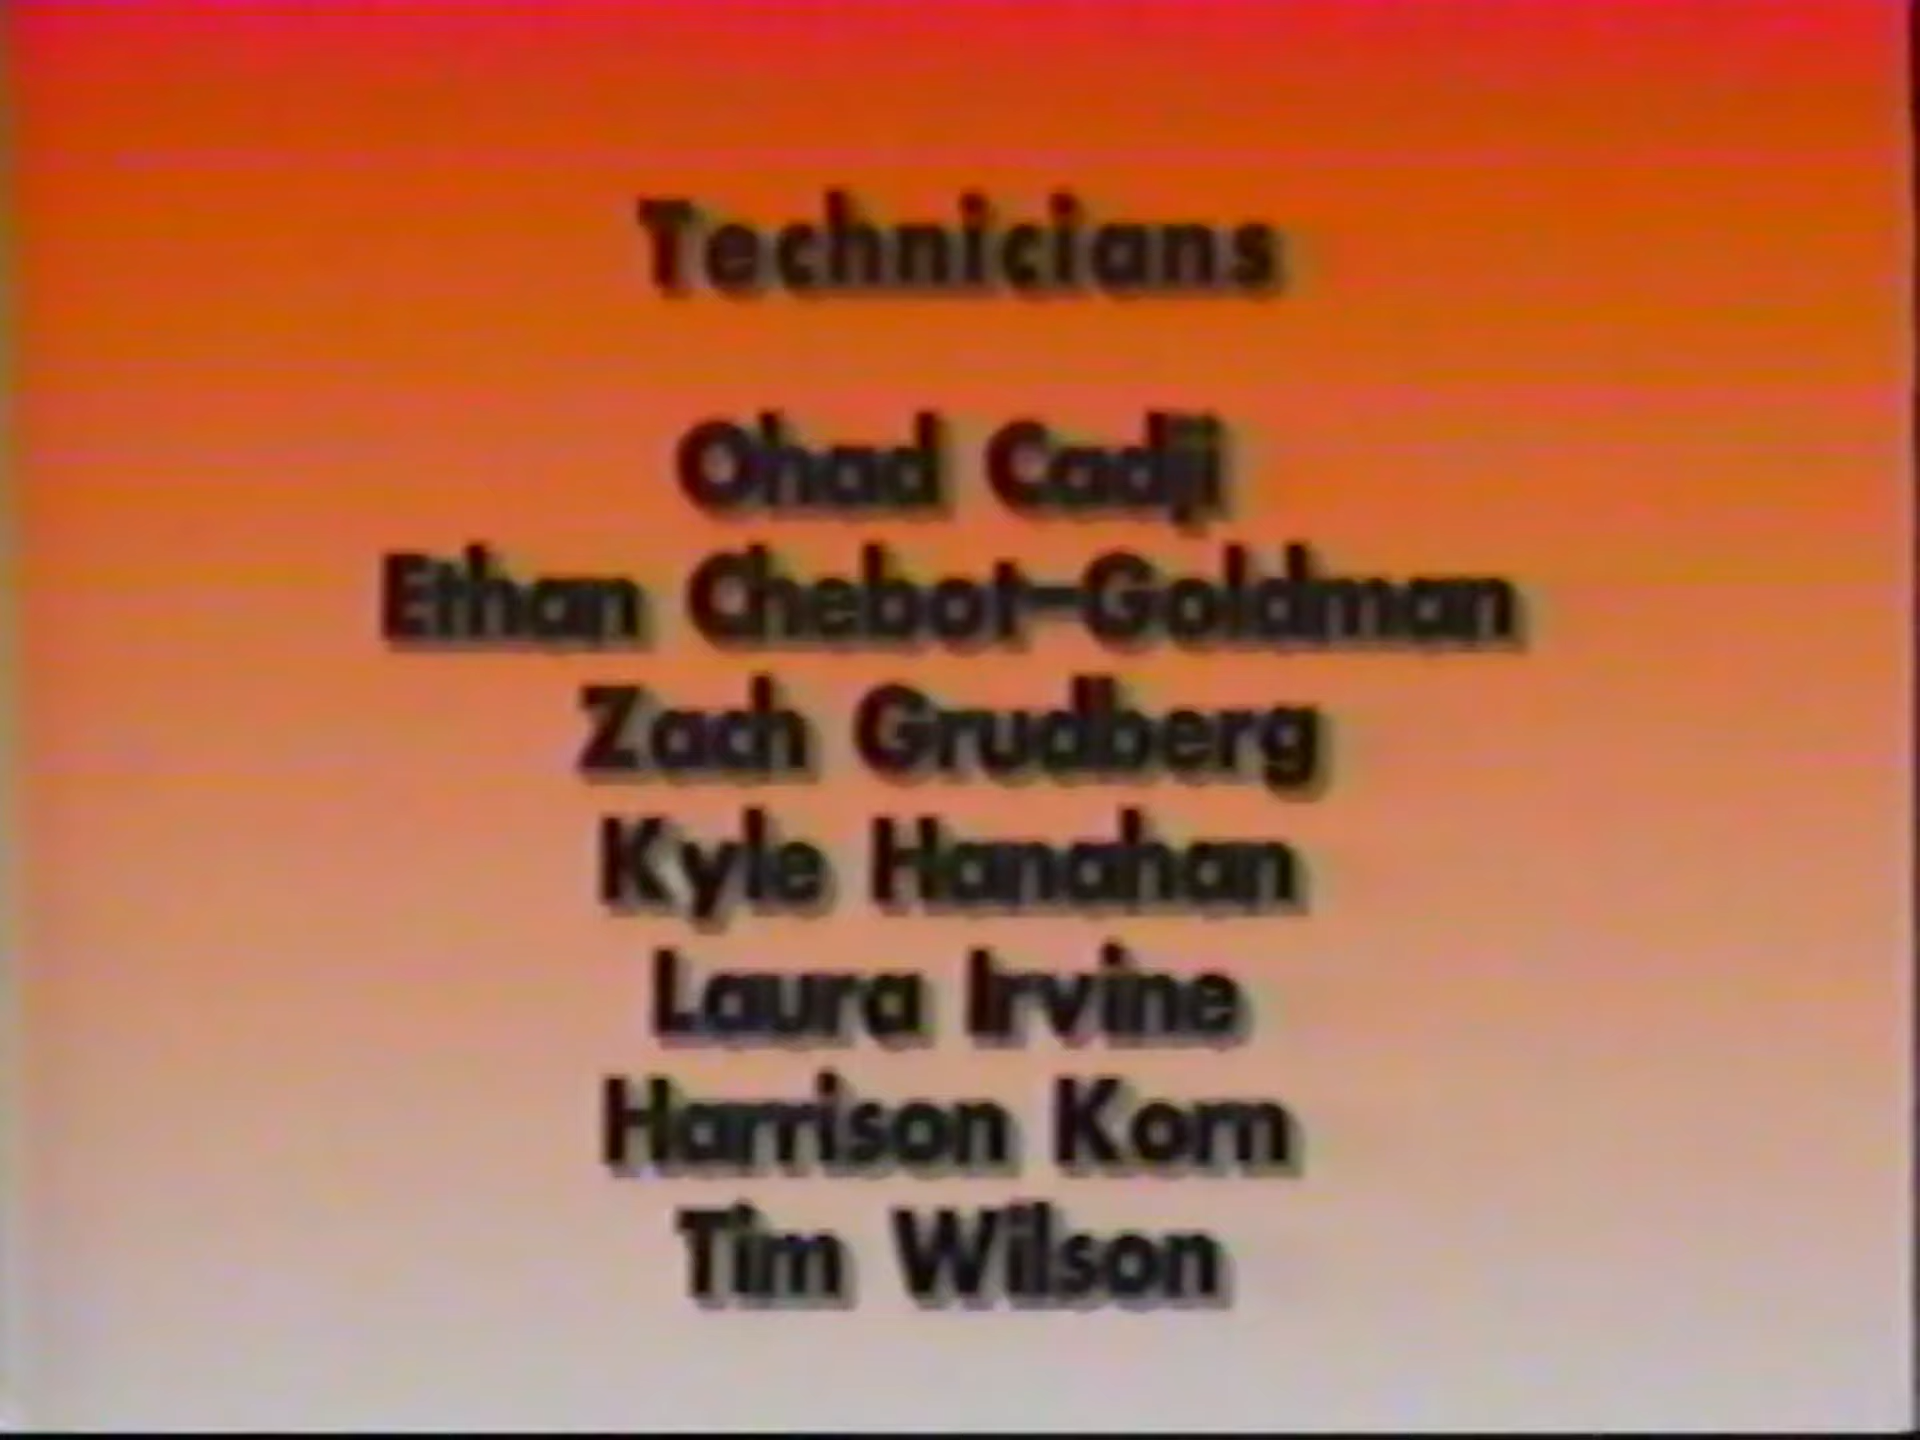 Technicians
Ohad Cadji
Ethan Chebot-Goldman
Zach Grudberg
Kyle Hanahan
Laura Irvine
Harrison Korn
Tim Wilson